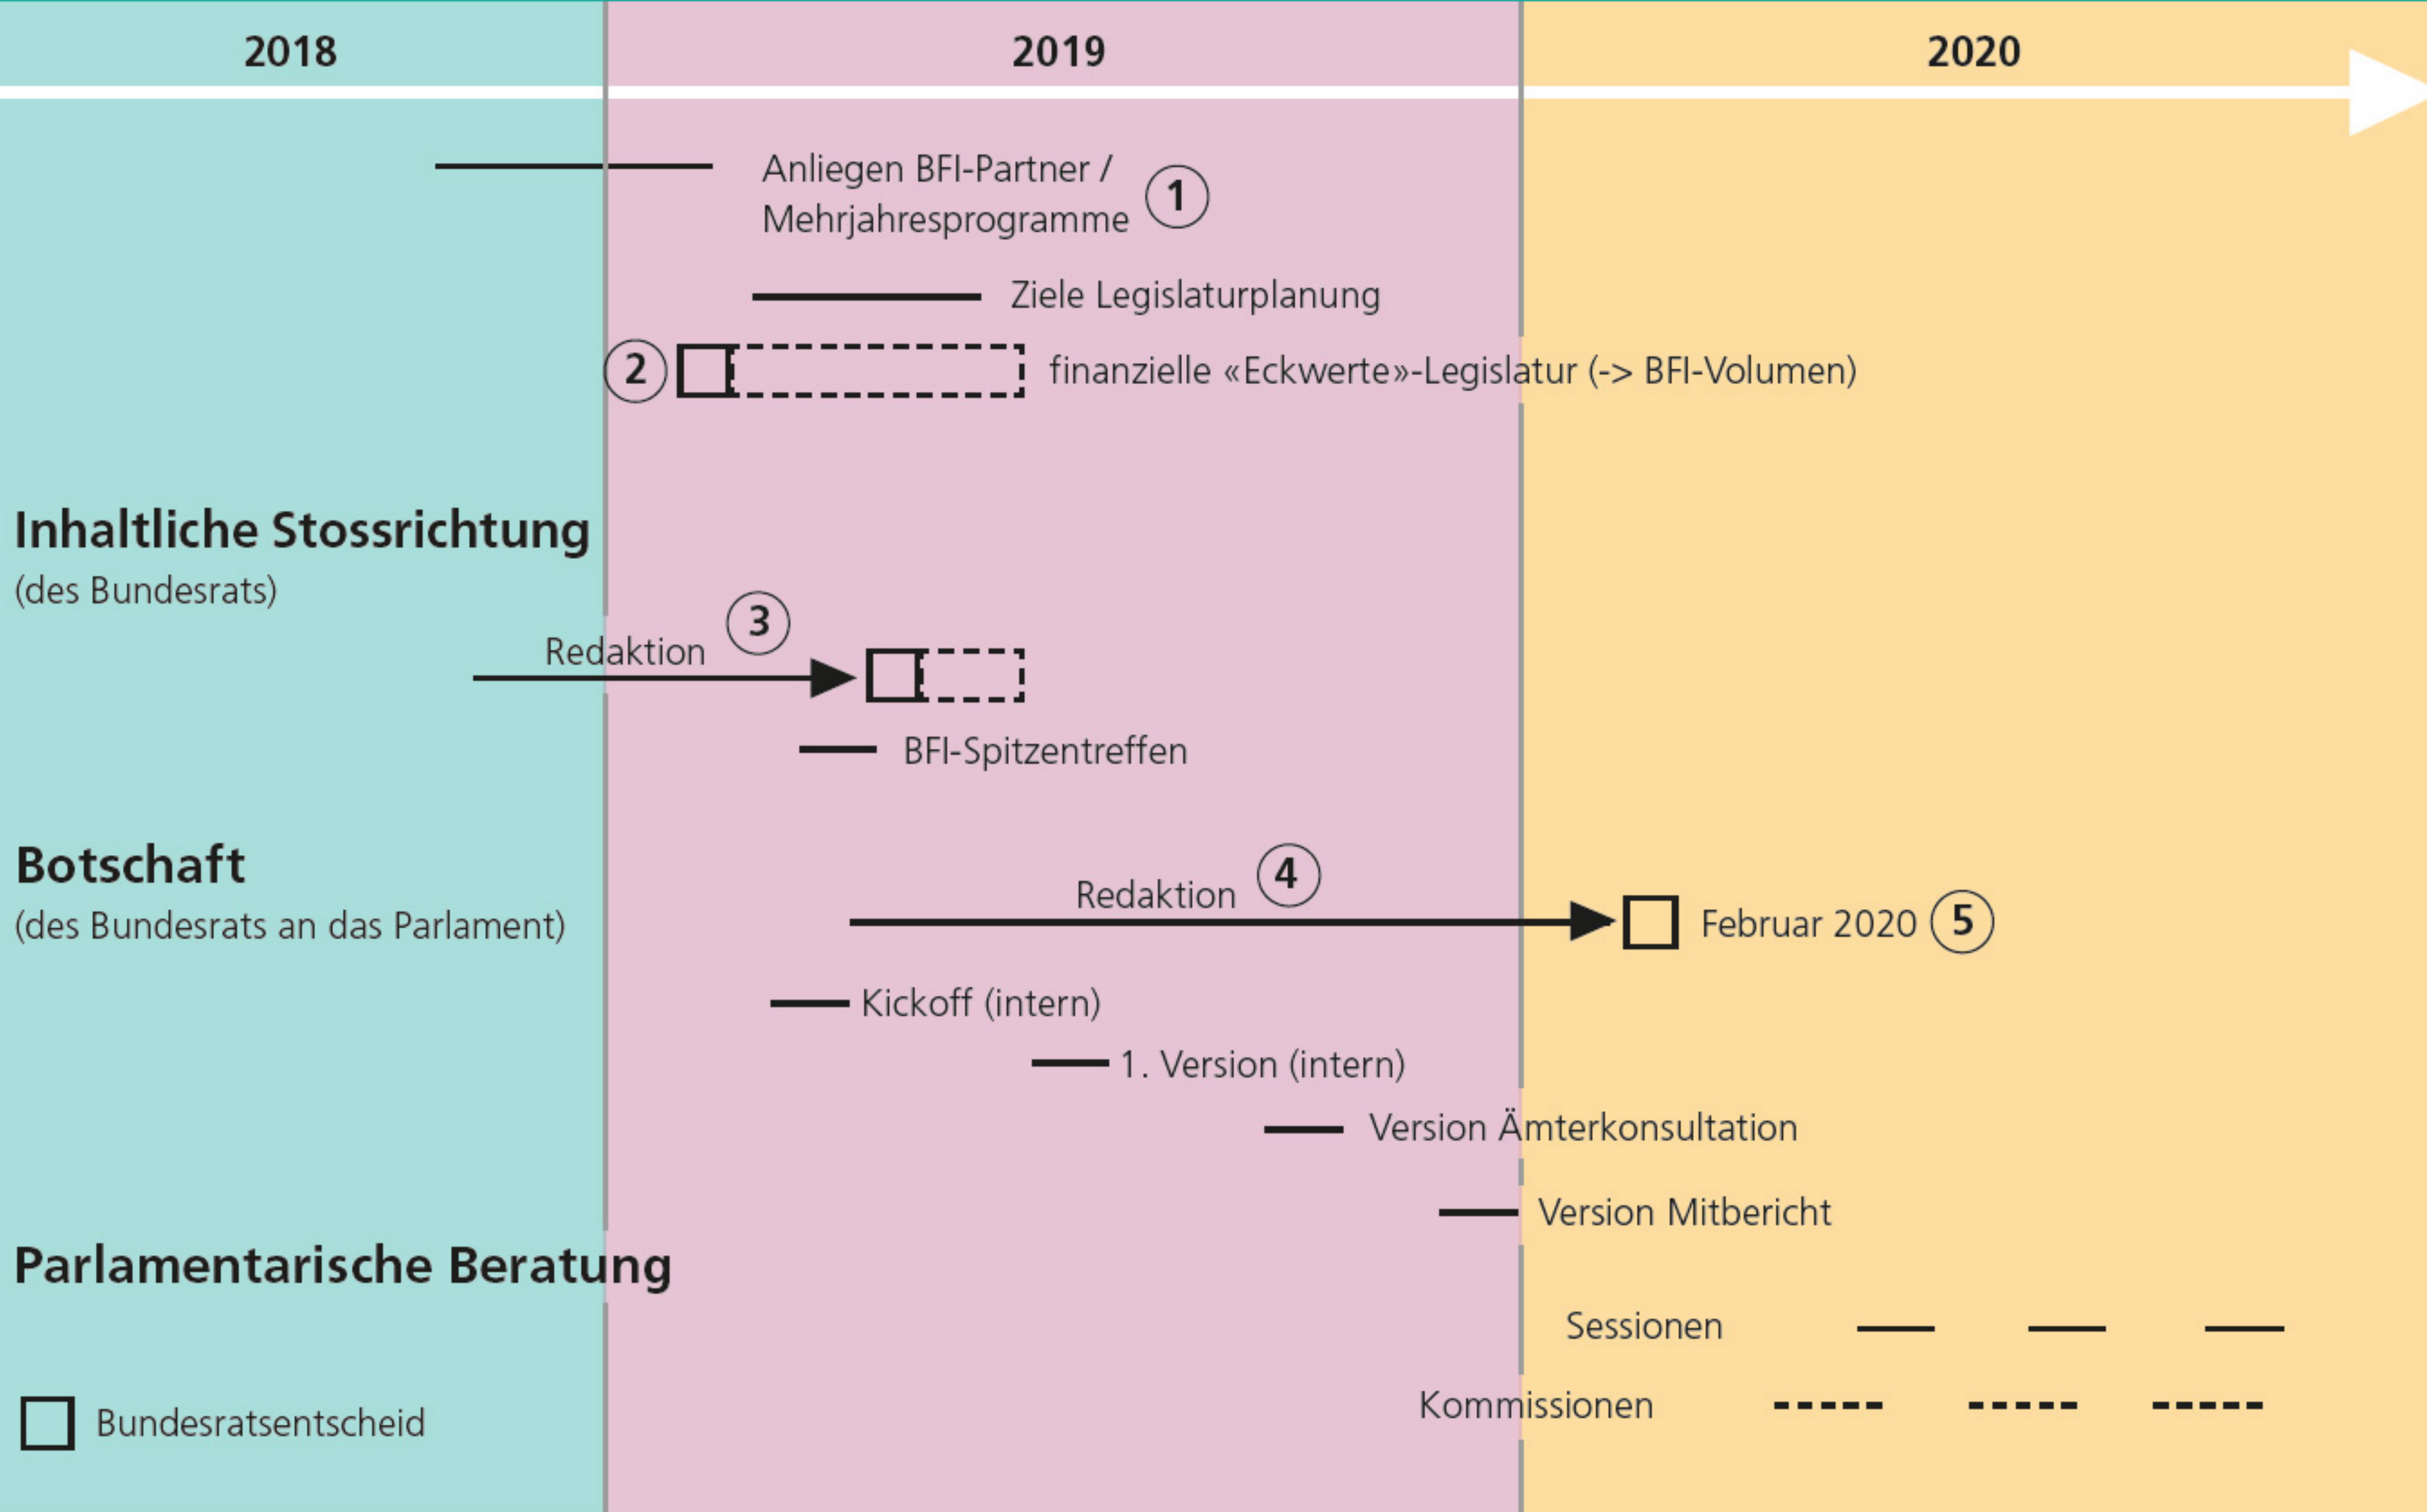 2018
2019
2020
Anliegen BFI-Partner /
Mehrjahresprogramme
1
Ziele Legislaturplanung
2
finanzielle «Eckwerte»-Legislatur (-> BFI-Volumen)
Inhaltliche Stossrichtung
(des Bundesrats)
Redaktion
3
BFI-Spitzentreffen
Botschaft
(des Bundesrats an das Parlament)
Redaktion
4
Februar 2020
5
Kickoff (intern)
1. Version (intern)
Version Ämterkonsultation
Version Mitbericht
Parlamentarische Beratung
Sessionen
Kommissionen
Bundesratsentscheid